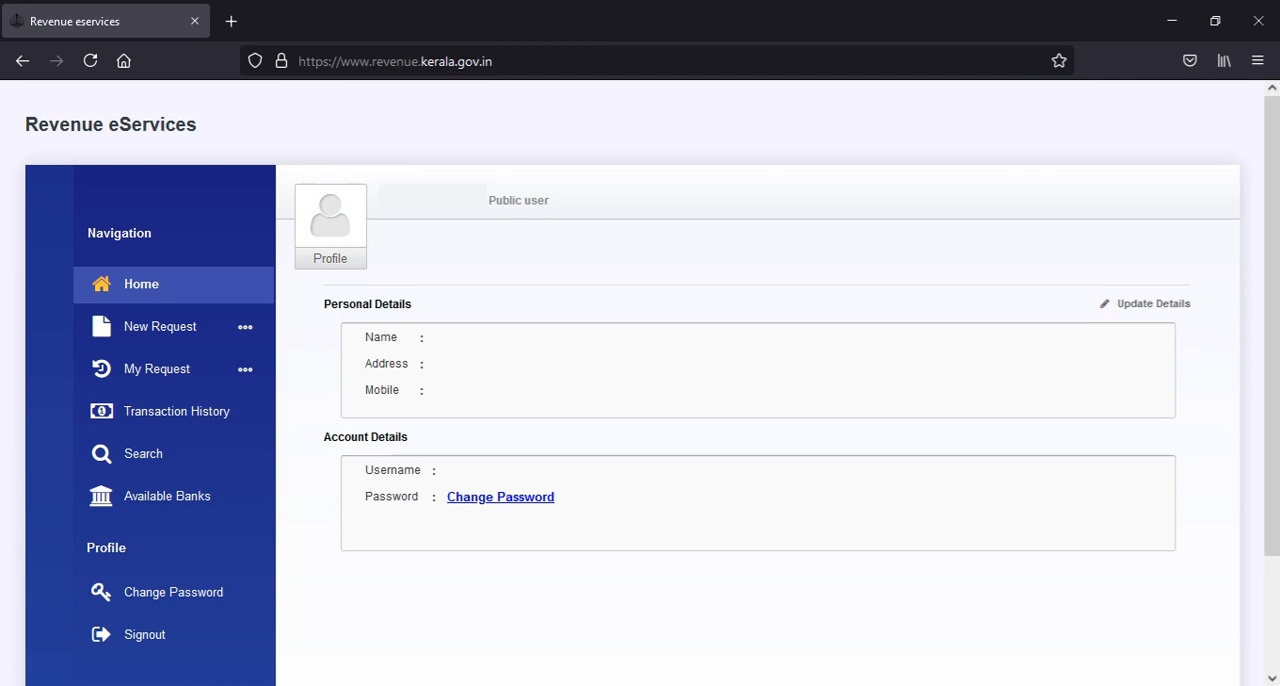 Revenue eservices
https://www.revenue.kerala.gov.in
Revenue eServices
Navigation
Home
New Request
My Request
Transaction History
Search
Available Banks
Profile
Change Password
Signout
Public user
Profile
Personal Details
Update Details
Name :
Address :
Mobile :
Account Details
Username :
Password : Change Password